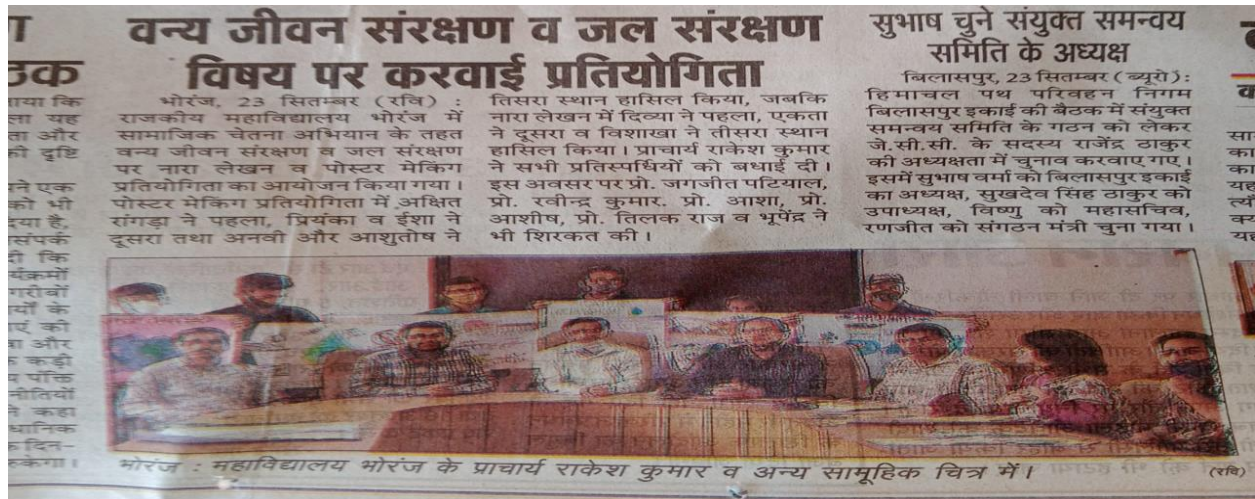 ठक
वन्य जीवन संरक्षण व जल संरक्षण
विषय पर करवाई प्रतियोगिता
भोरंज, 23 सितम्बर (रवि) :
राजकीय महाविद्यालय भोरंज में
सामाजिक चेतना अभियान के तहत
वन्य जीवन संरक्षण व जल संरक्षण
पर नारा लेखन व पोस्टर मेकिंग
प्रतियोगिता का आयोजन किया गया।
पोस्टर मेकिंग प्रतियोगिता में अक्षित
रांगड़ा ने पहला, प्रियंका व ईशा ने
दूसरा तथा अनवी और आशुतोष ने
तिसरा स्थान हासिल किया, जबकि
नारा लेखन में दिव्या ने पहला, एकता
ने दूसरा व विशाखा ने तीसरा स्थान
हासिल किया। प्राचार्य राकेश कुमार
ने सभी प्रतिस्पर्धियों को बधाई दी।
इस अवसर पर प्रो. जगजीत पटियाल,
प्रो. रवीन्द्र कुमार. प्रो. आशा, प्रो.
आशीष, प्रो. तिलक राज व भूपेंद्र ने
भी शिरकत की।
भोरंज : महाविद्यालय भोरंज के प्राचार्य राकेश कुमार व अन्य सामूहिक चित्र में। (रवि)
सुभाष चुने संयुक्त समन्वय
समिति के अध्यक्ष
बिलासपुर, 23 सितम्बर (ब्यूरो):
हिमाचल पथ परिवहन निगम
बिलासपुर इकाई की बैठक में संयुक्त
समन्वय समिति के गठन को लेकर
जे.सी.सी. के सदस्य राजेंद्र ठाकुर
की अध्यक्षता में चुनाव करवाए गए।
इसमें सुभाष वर्मा को बिलासपुर इकाई
का अध्यक्ष, सुखदेव सिंह ठाकुर को
उपाध्यक्ष, विष्णु को महासचिव,
रणजीत को संगठन मंत्री चुना गया।